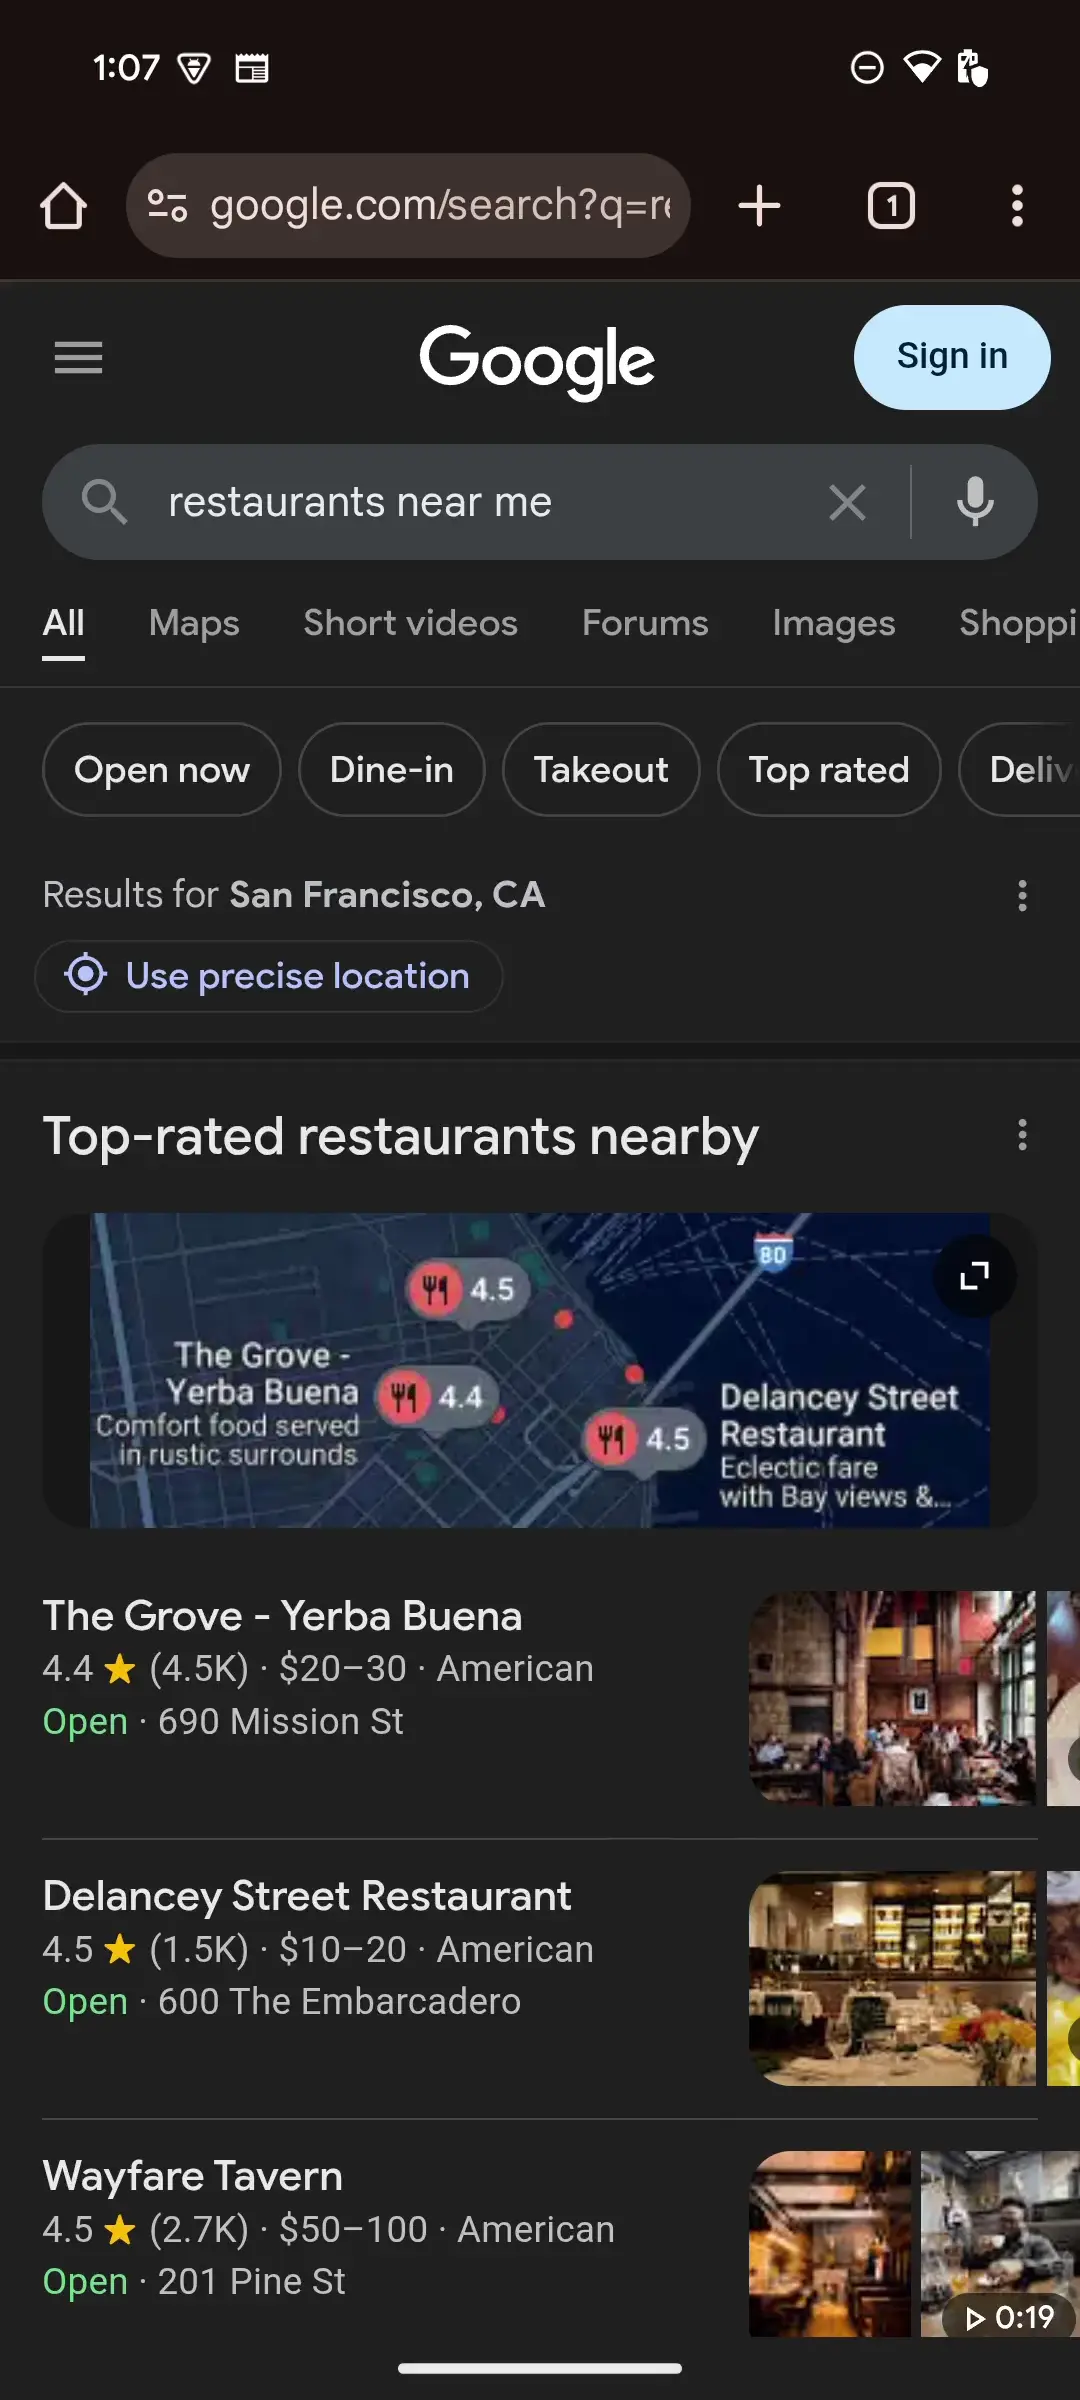 1:07
google.com/search?q=re
1
Google
Sign in
restaurants near me
All Maps Short videos Forums Images Shoppi
Open now Dine-in Takeout Top rated Deliv
Results for San Francisco, CA
Use precise location
Top-rated restaurants nearby
80
4.5
The Grove -
Yerba Buena
Comfort food served
in rustic surrounds
4.4
4.5
Delancey Street
Restaurant
Eclectic fare
with Bay views &...
The Grove - Yerba Buena
4.4 ★ (4.5K) · $20–30 · American
Open · 690 Mission St
Delancey Street Restaurant
4.5 ★ (1.5K) · $10–20 · American
Open · 600 The Embarcadero
Wayfare Tavern
4.5 ★ (2.7K) · $50–100 · American
Open · 201 Pine St
0:19